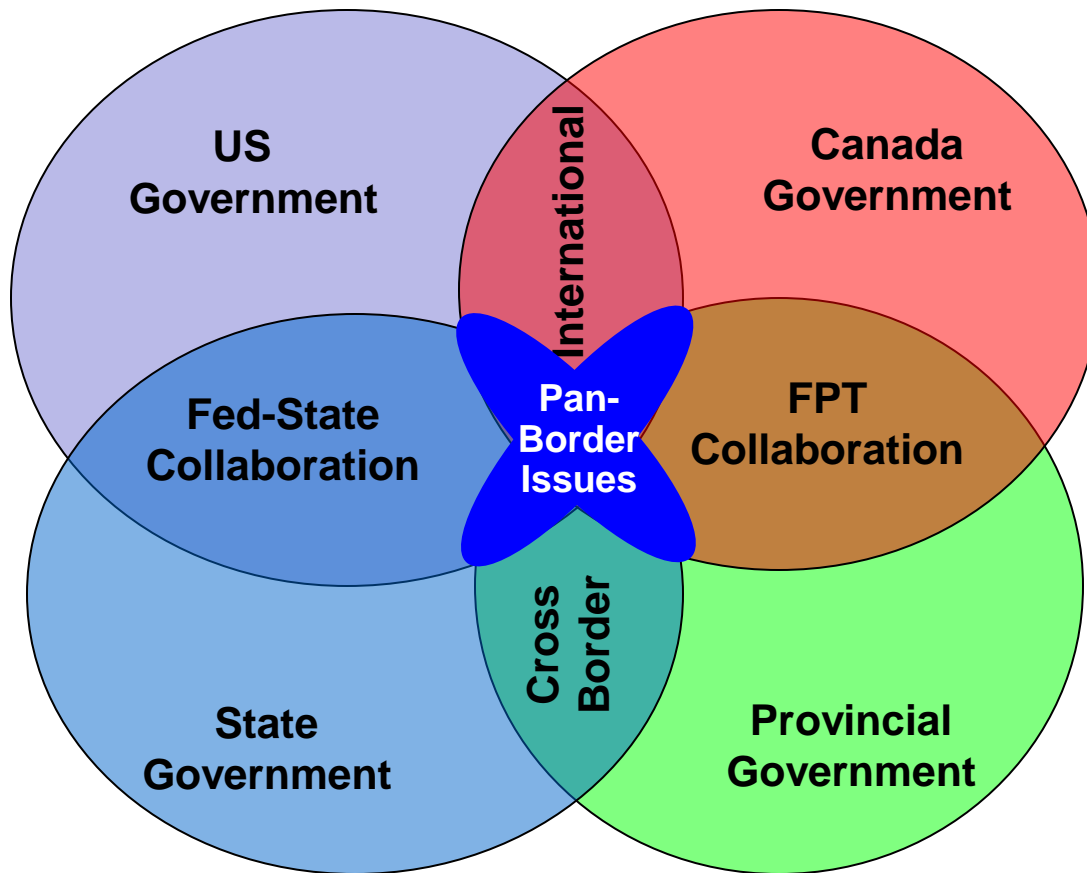 US
Government
International
Canada
Government
Fed-State
Collaboration
Pan-
Border
Issues
FPT
Collaboration
Cross
Border
State
Government
Provincial
Government